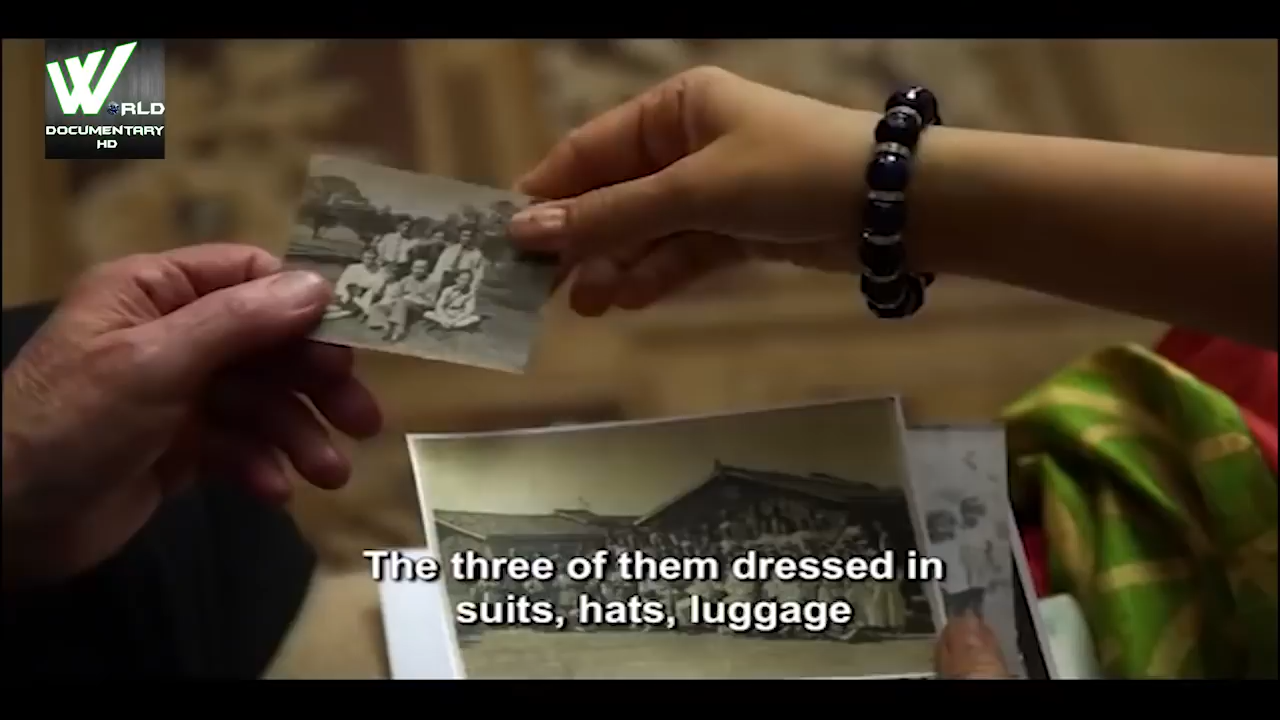 WORLD
DOCUMENTARY
HD
The three of them dressed in
suits, hats, luggage